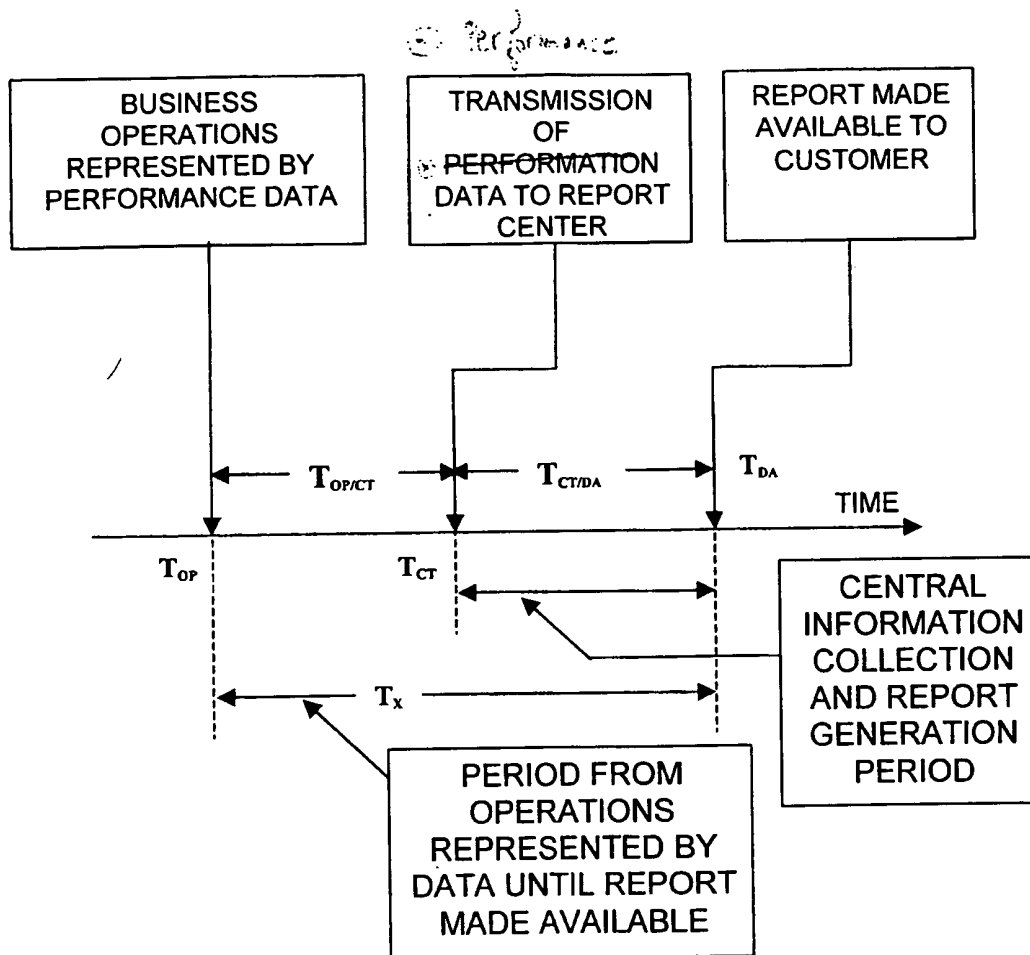 Performance
BUSINESS
OPERATIONS
REPRESENTED BY
PERFORMANCE DATA
TRANSMISSION
OF
PERFORMATION
DATA TO REPORT
CENTER
REPORT MADE
AVAILABLE TO
CUSTOMER
TOP/CT
TCT/DA
TDA
TIME
TOP
TCT
TX
CENTRAL
INFORMATION
COLLECTION
AND REPORT
GENERATION
PERIOD
PERIOD FROM
OPERATIONS
REPRESENTED BY
DATA UNTIL REPORT
MADE AVAILABLE